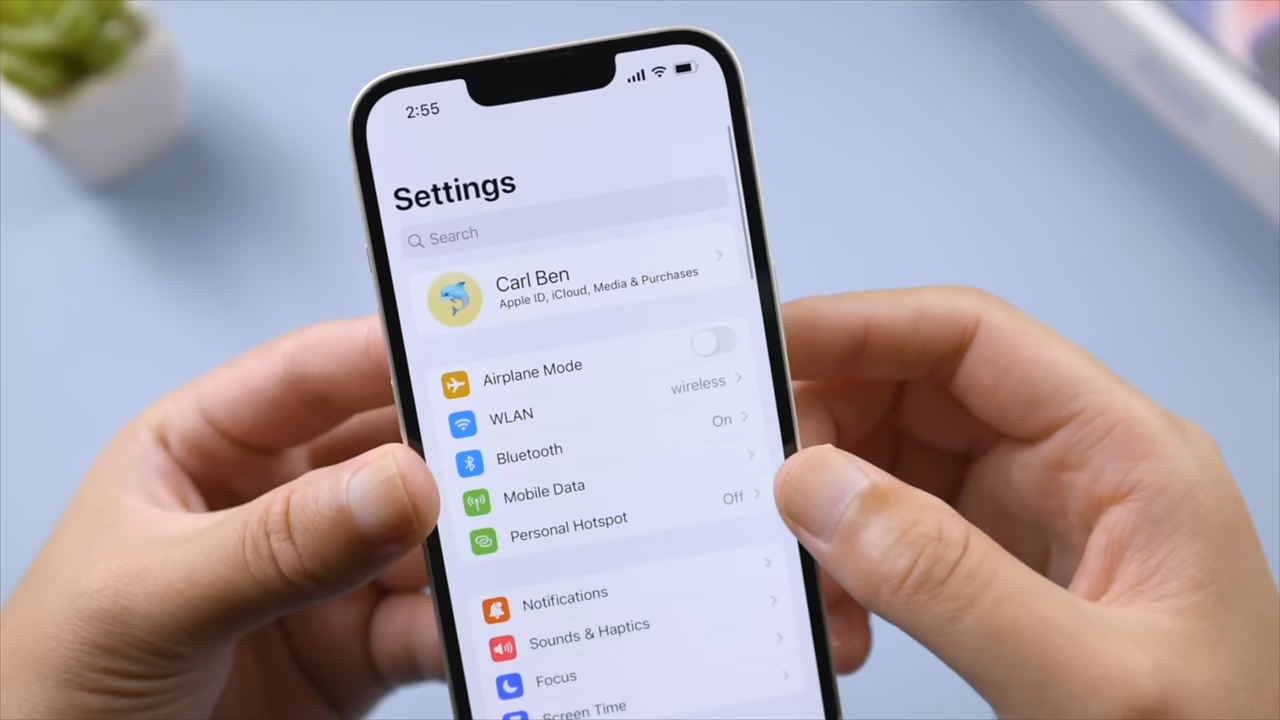 2:55
Settings
Search
Carl Ben
Apple ID, iCloud, Media & Purchases
Airplane Mode
WLAN wireless
Bluetooth On
Mobile Data
Personal Hotspot Off
Notifications
Sounds & Haptics
Focus
Screen Time